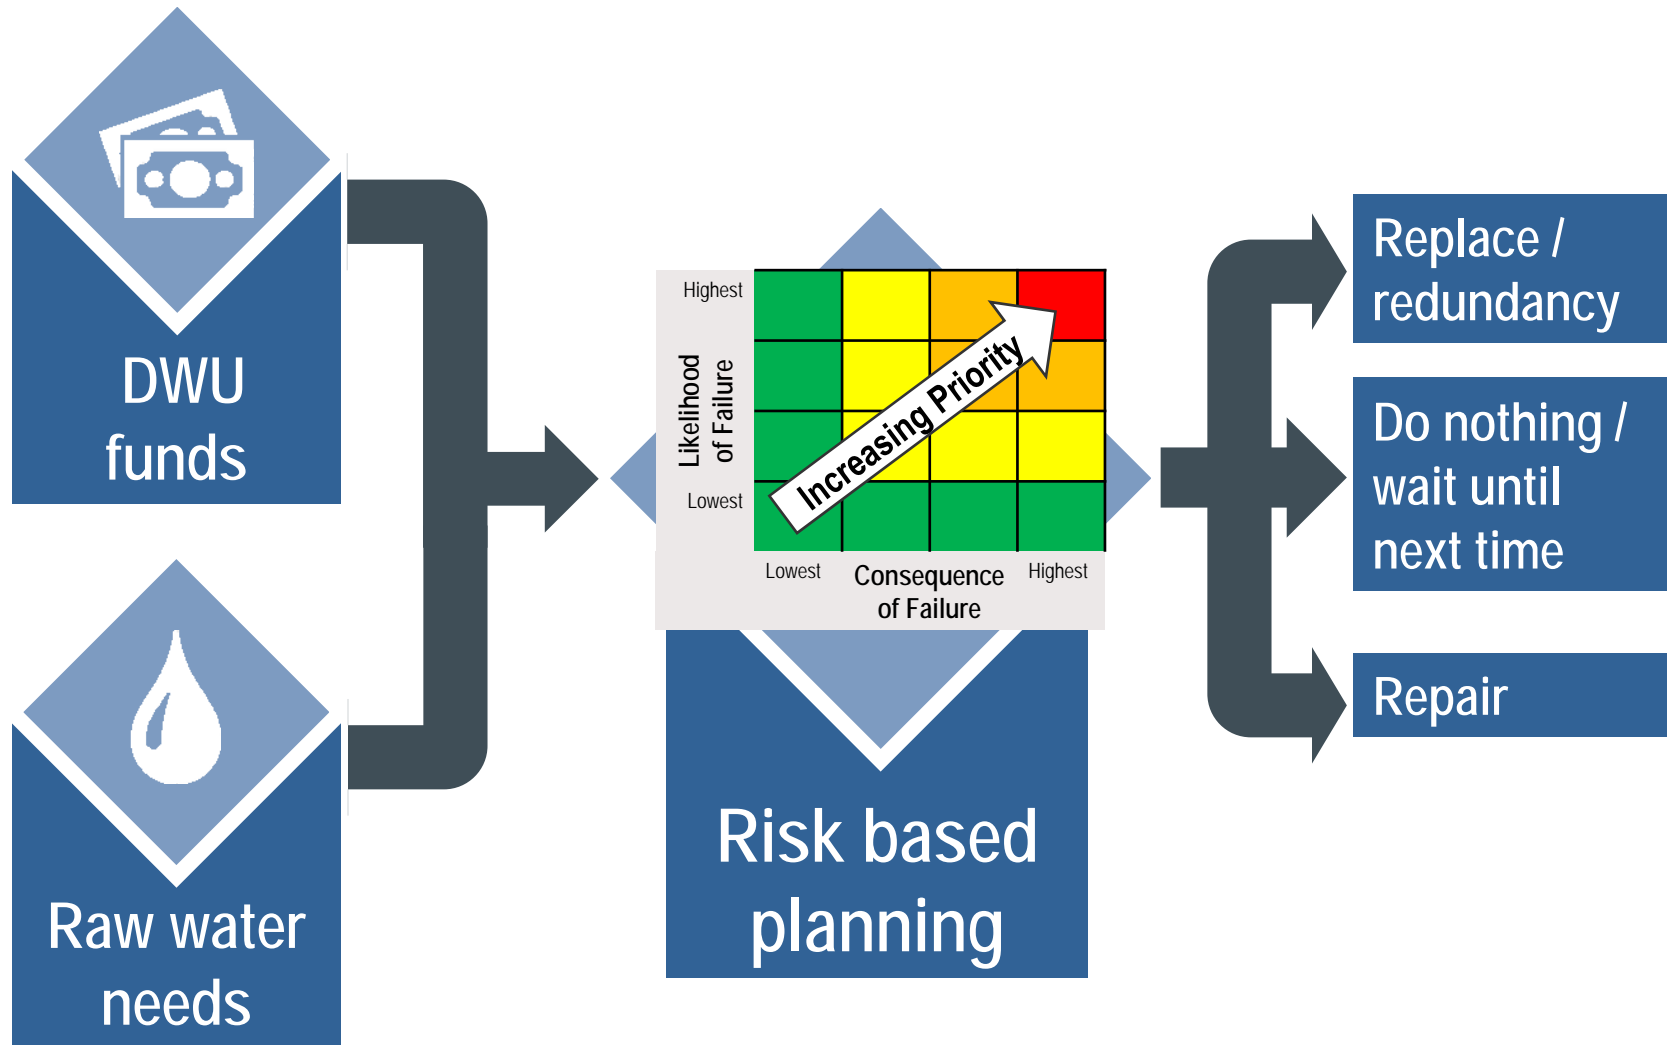 DWU
funds
Raw water
needs
Highest
Likelihood
of Failure
Lowest
Increasing Priority
Lowest
Consequence
of Failure
Highest
Risk based
planning
Replace /
redundancy
Do nothing /
wait until
next time
Repair